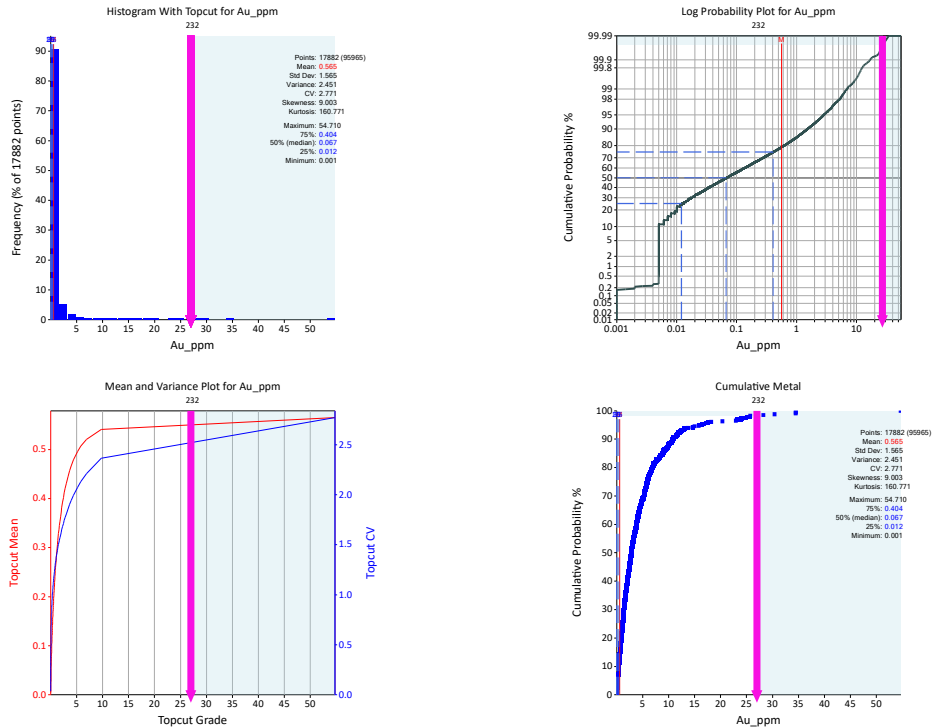 Histogram With Topcut for Au_ppm
232
Frequency (% of 17882 points)
90
80
70
60
50
40
30
20
10
0
Points: 17882 (95965)
Mean: 0.565
Std Dev: 1.565
Variance: 2.451
CV: 2.771
Skewness: 9.003
Kurtosis: 160.771
Maximum: 54.710
75%: 0.404
50% (median): 0.067
25%: 0.012
Minimum: 0.001
5 10 15 20 25 30 35 40 45 50
Au_ppm
Log Probability Plot for Au_ppm
232
M
Cumulative Probability %
99.99
99.9
99.8
99
98
95
90
80
70
60
50
40
30
20
10
5
2
1
0.5
0.2
0.1
0.05
0.02
0.01
0.001 0.01 0.1 1 10
Au_ppm
Mean and Variance Plot for Au_ppm
232
Topcut Mean
0.5
0.4
0.3
0.2
0.1
0.0
Topcut CV
2.5
2.0
1.5
1.0
0.5
0.0
5 10 15 20 25 30 35 40 45 50
Topcut Grade
Cumulative Metal
232
Cumulative Probability %
100
90
80
70
60
50
40
30
20
10
0
Points: 17882 (95965)
Mean: 0.565
Std Dev: 1.565
Variance: 2.451
CV: 2.771
Skewness: 9.003
Kurtosis: 160.771
Maximum: 54.710
75%: 0.404
50% (median): 0.067
25%: 0.012
Minimum: 0.001
5 10 15 20 25 30 35 40 45 50
Au_ppm